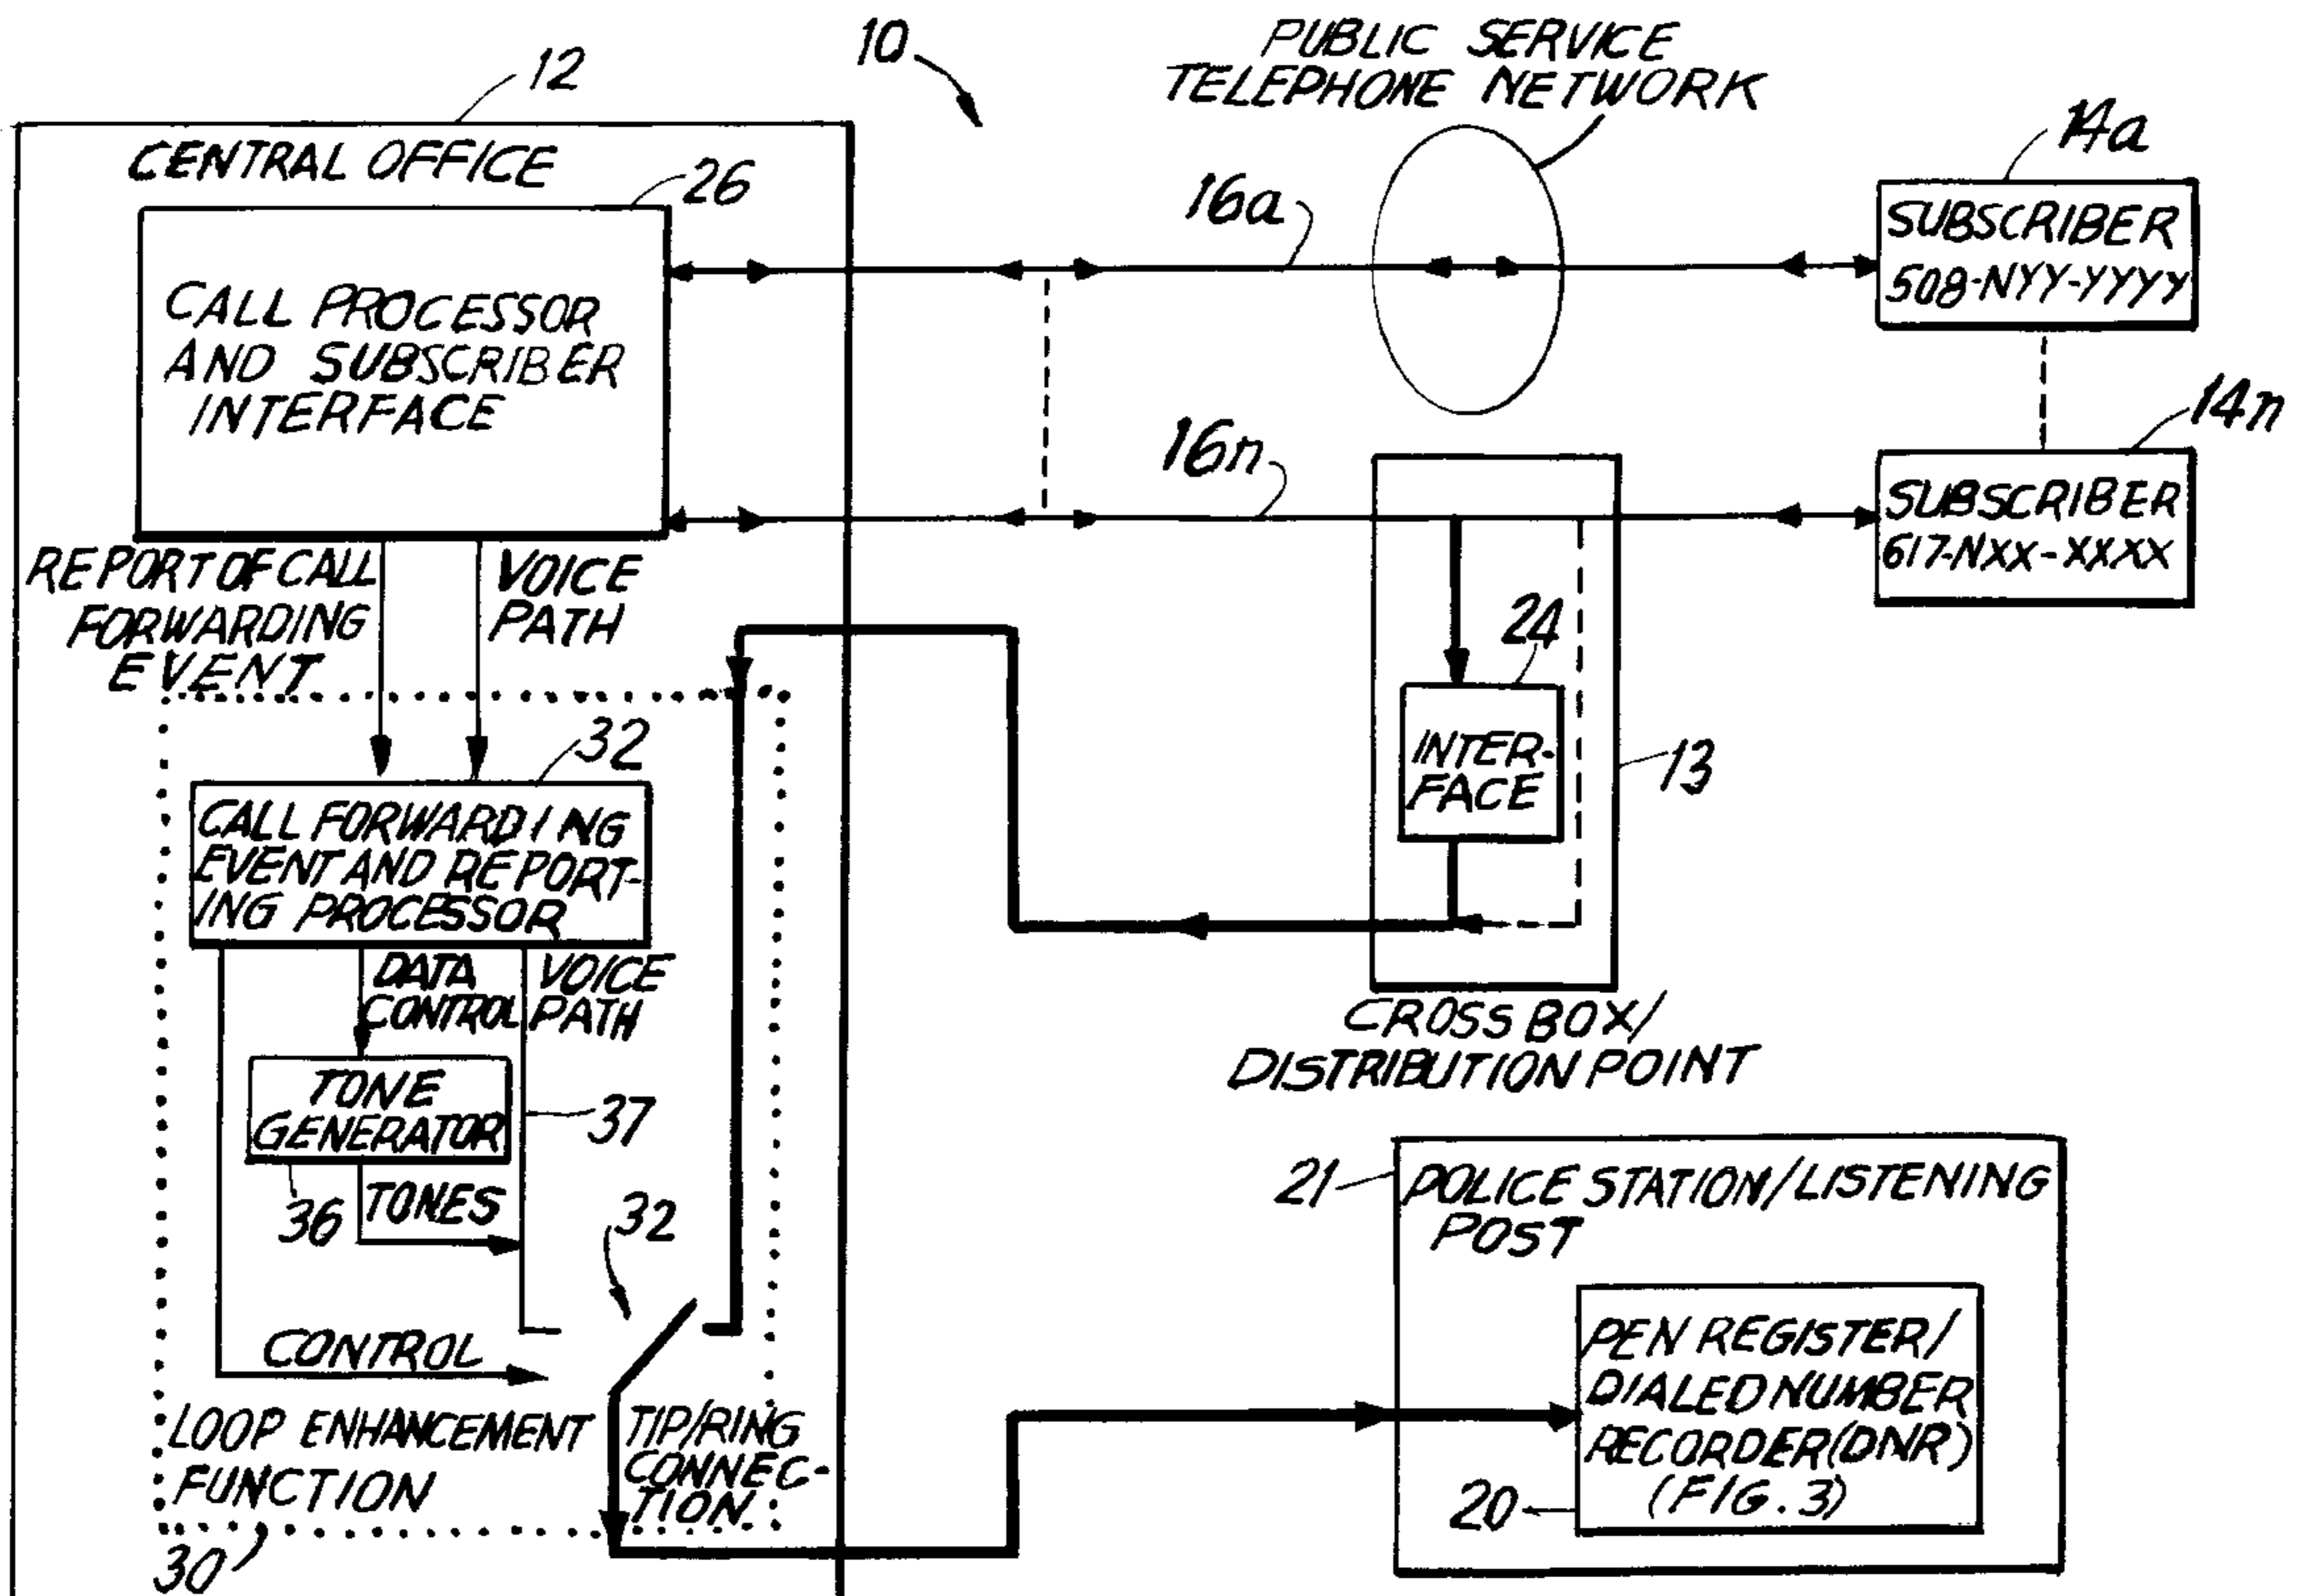 10
PUBLIC SERVICE
TELEPHONE NETWORK
12
CENTRAL OFFICE
26
CALL PROCESSOR
AND SUBSCRIBER
INTERFACE
16a
14a
SUBSCRIBER
508-NYY-YYYY
16n
14n
SUBSCRIBER
617-NXX-XXXX
REPORT OF CALL
FORWARDING
EVENT
VOICE
PATH
24
INTER-
FACE
13
CROSS BOX/
DISTRIBUTION POINT
32
CALL FORWARDING
EVENT AND REPORT-
ING PROCESSOR
DATA
CONTROL
VOICE
PATH
TONE
GENERATOR
37
36
TONES
32
CONTROL
LOOP ENHANCEMENT
FUNCTION
TIP/RING
CONNEC-
TION
30'
21
POLICE STATION/LISTENING
POST
PEN REGISTER/
DIALED NUMBER
RECORDER(DNR)
(FIG. 3)
20